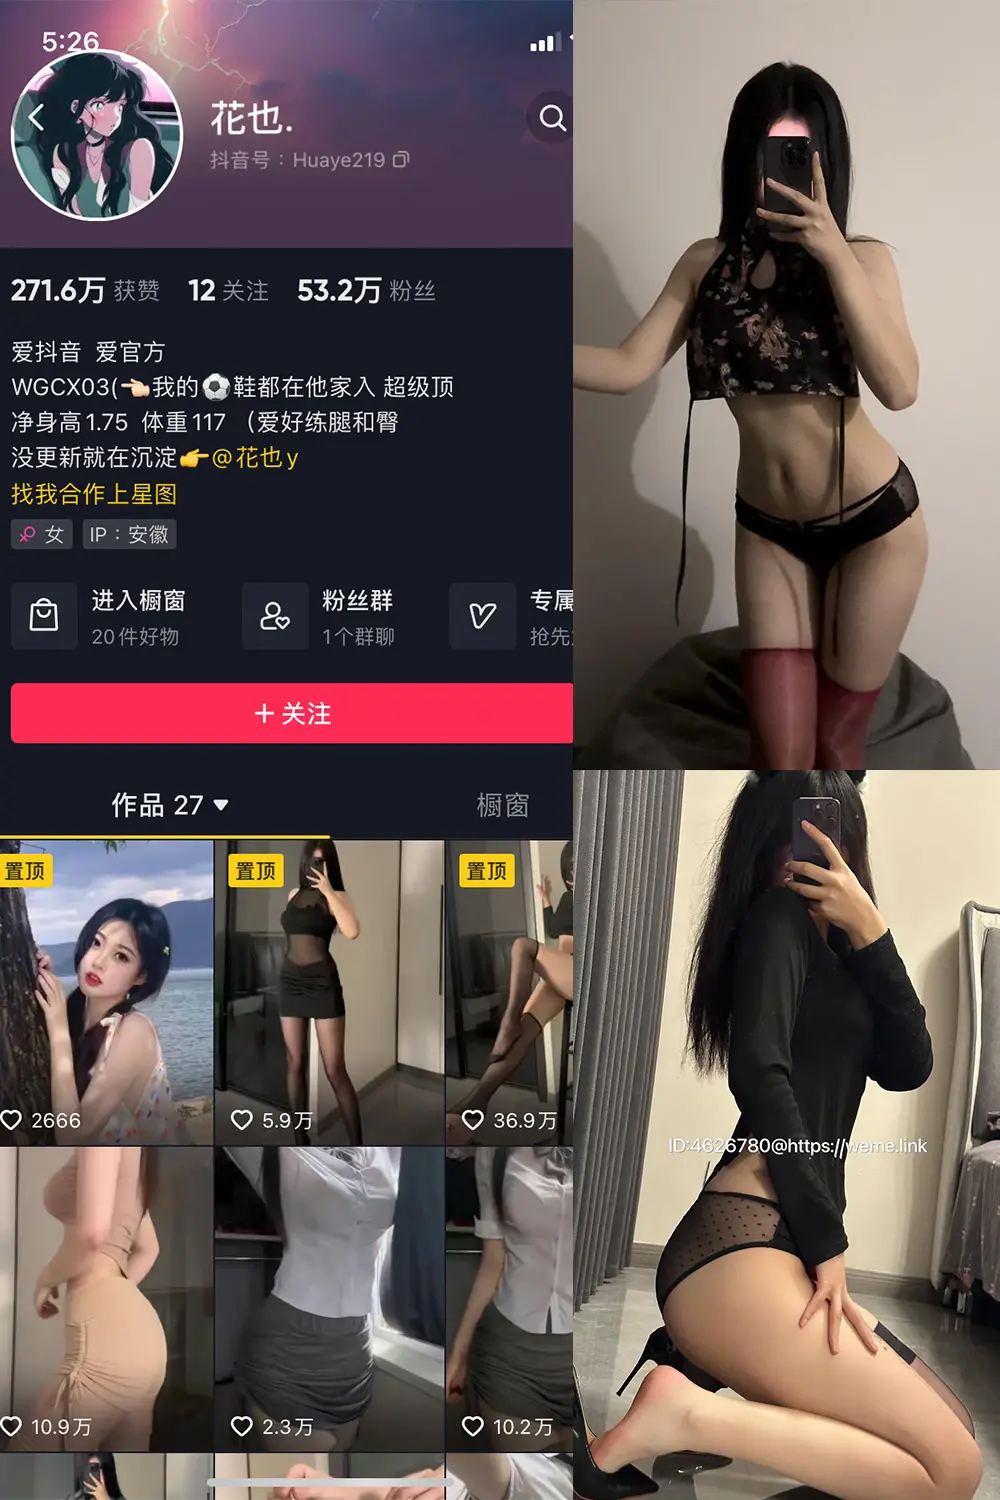 5:26
花也.
抖音号：Huaye219
271.6万 获赞 12 关注 53.2万 粉丝
爱抖音 爱官方
WGCX03(👈🏻我的⚽鞋都在他家入 超级顶
净身高1.75 体重117 （爱好练腿和臀
没更新就在沉淀👉@花也y
找我合作上星图
女 IP：安徽
进入橱窗
20件好物
粉丝群
1个群聊
专属
抢先
+ 关注
作品 27
橱窗
置顶
置顶
置顶
2666
5.9万
36.9万
10.9万
2.3万
10.2万
ID:4626780@https://weme.link